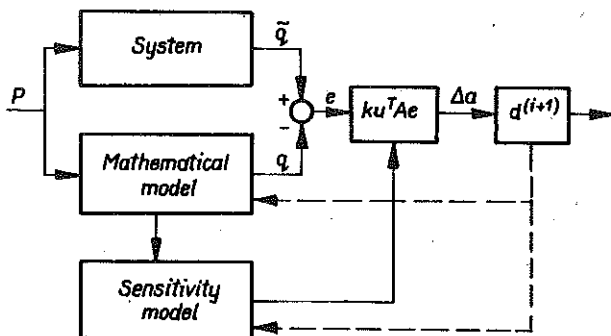 System
q̃
P
+
e
kuᵀAe
Δa
d⁽ⁱ⁺¹⁾
−
q
Mathematical
model
Sensitivity
model